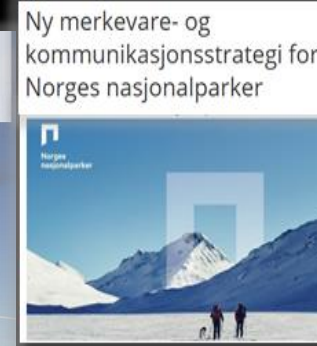 Ny merkevare- og
kommunikasjonsstrategi for
Norges nasjonalparker
Norges
nasjonalparker